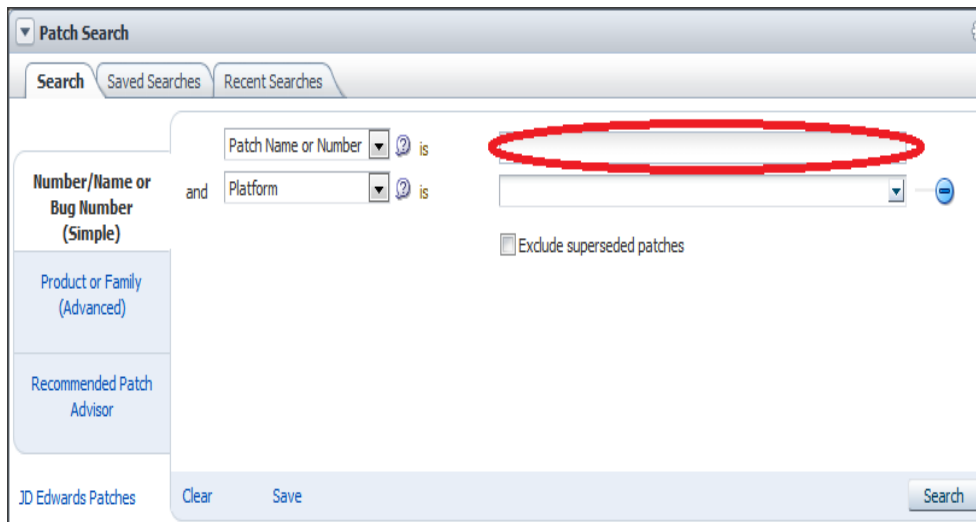 Patch Search
Search Saved Searches Recent Searches
Patch Name or Number is
and Platform is
Exclude superseded patches
Number/Name or
Bug Number
(Simple)
Product or Family
(Advanced)
Recommended Patch
Advisor
JD Edwards Patches
Clear Save Search